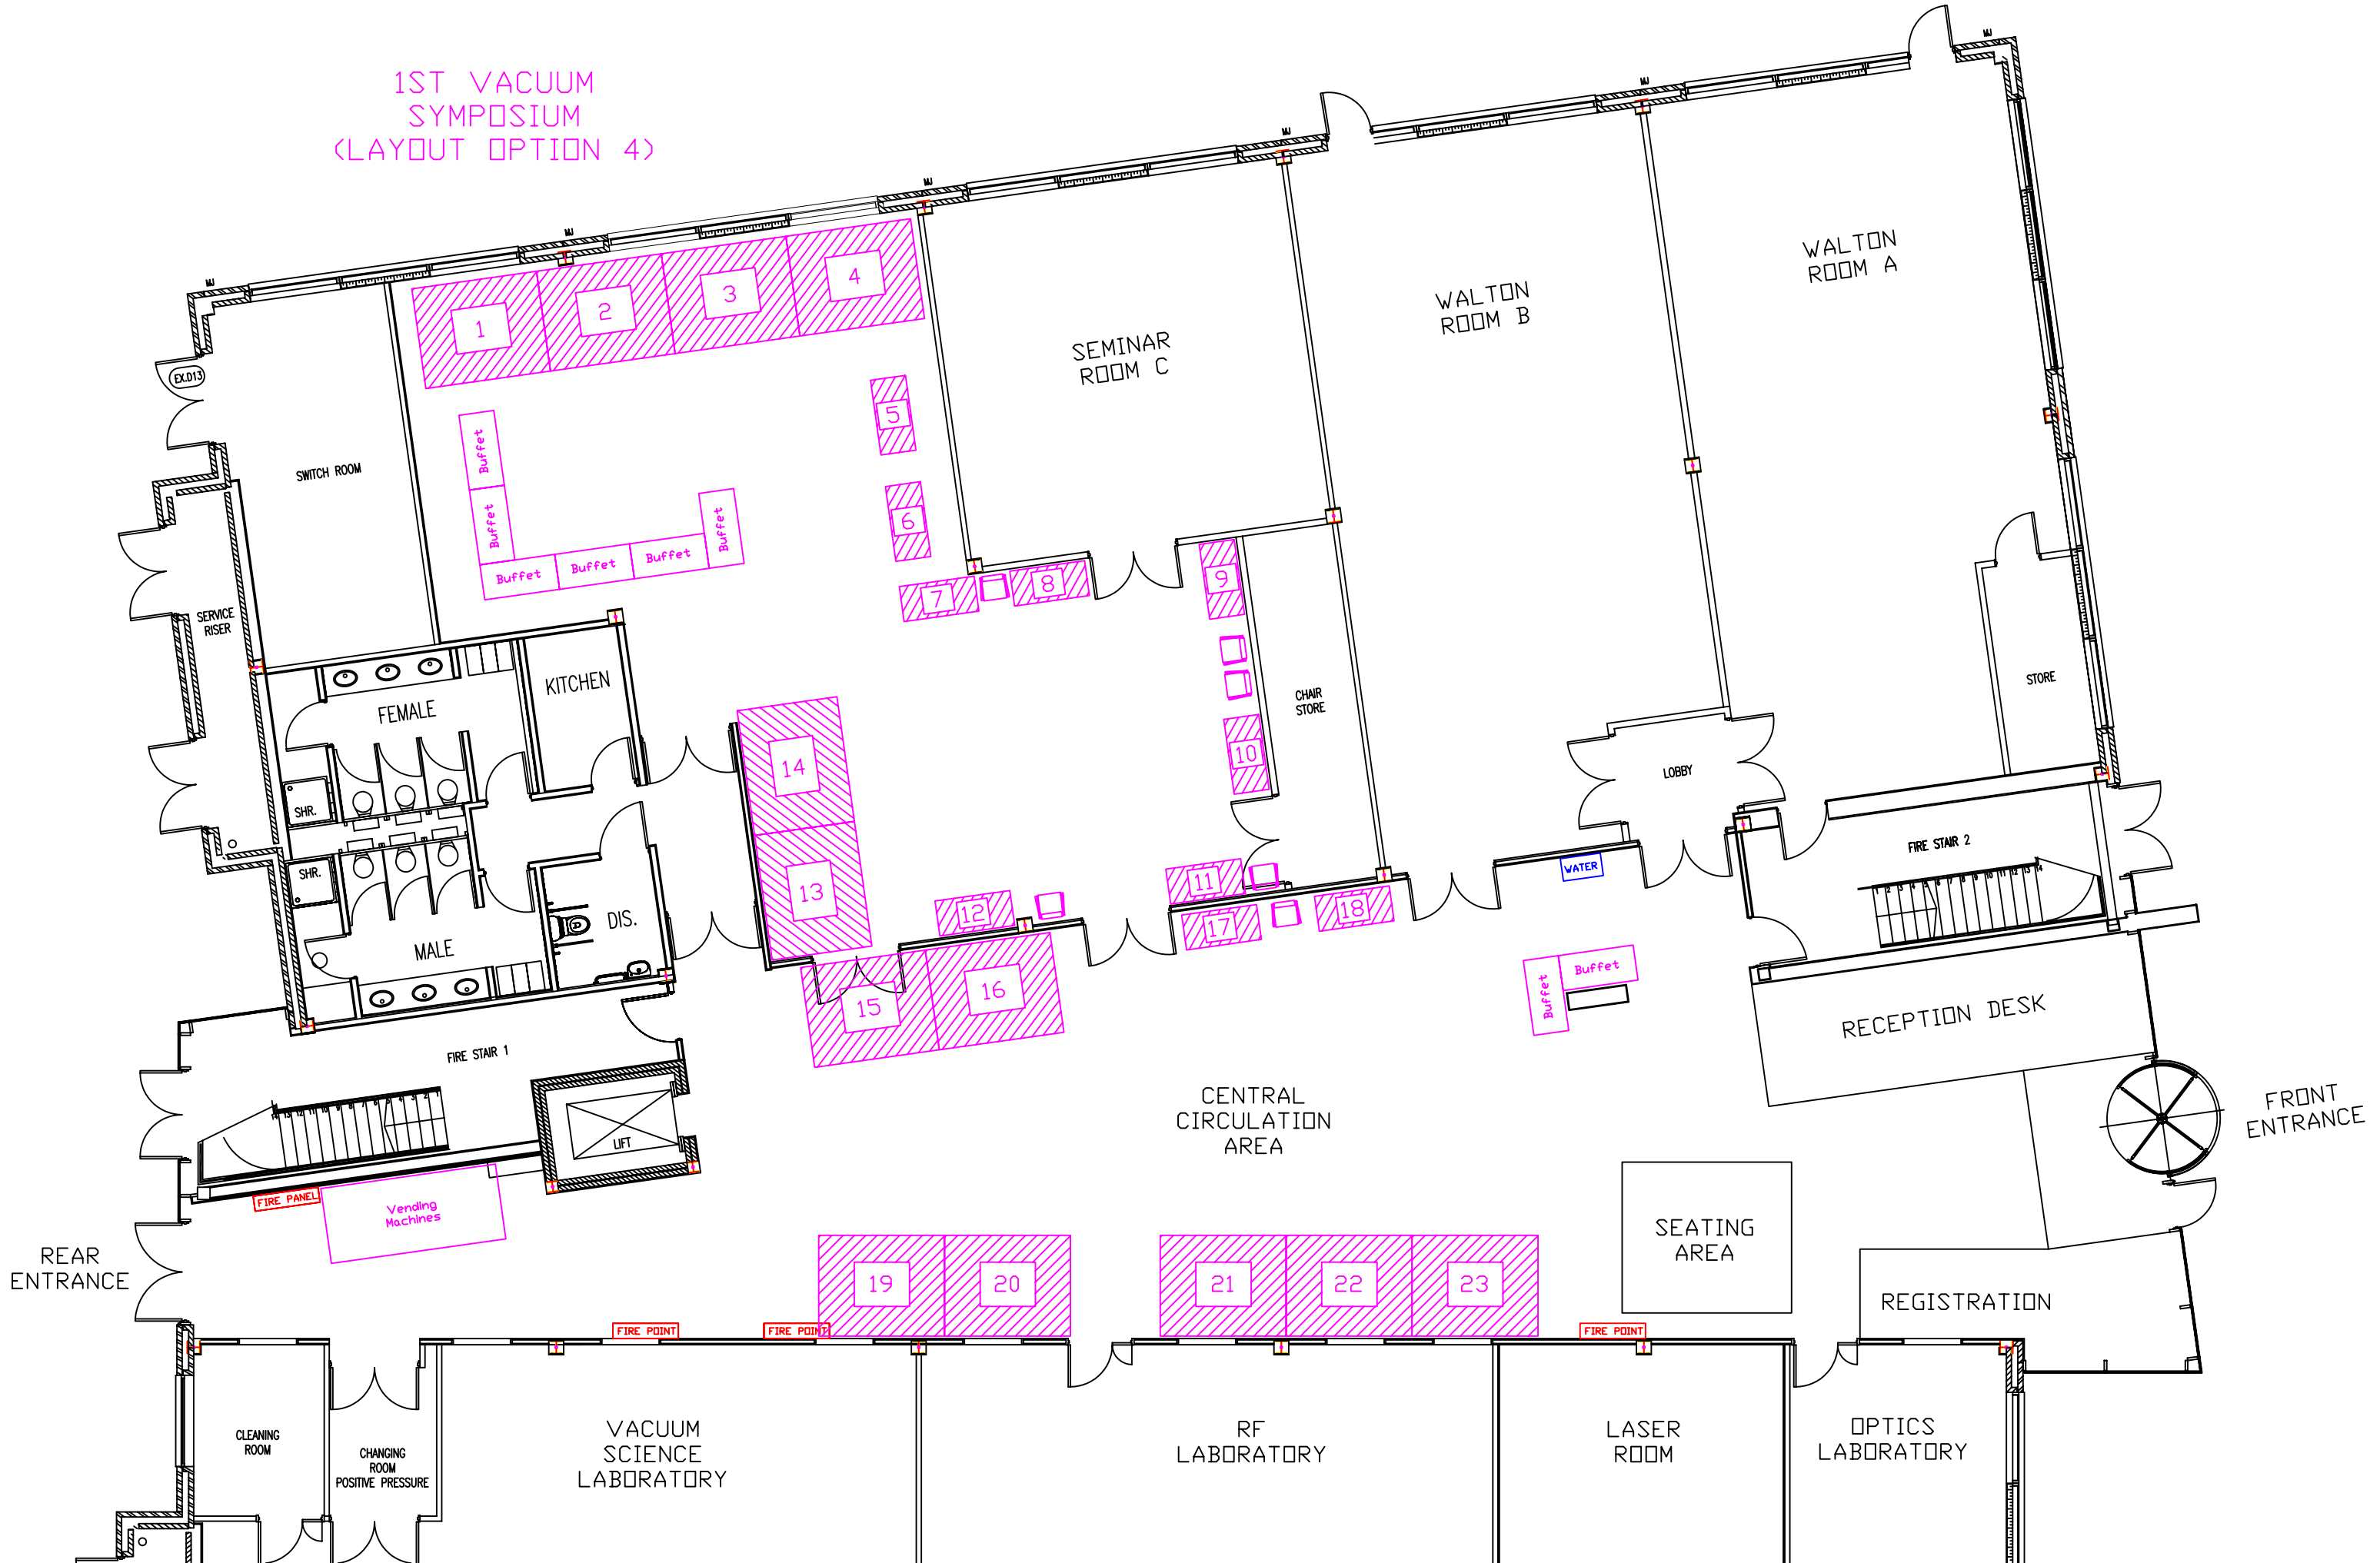 1ST VACUUM
SYMPOSIUM
(LAYOUT OPTION 4)
WALTON
ROOM A
WALTON
ROOM B
SEMINAR
ROOM C
1
2
3
4
EX.D13
SWITCH ROOM
5
6
7
8
9
10
Buffet
Buffet
Buffet
Buffet
Buffet
Buffet
SERVICE
RISER
KITCHEN
FEMALE
CHAIR
STORE
STORE
LOBBY
14
13
SHR.
SHR.
DIS.
MALE
FIRE STAIR 2
WATER
11
12
17
18
15
16
Buffet
Buffet
RECEPTION DESK
FIRE STAIR 1
LIFT
CENTRAL
CIRCULATION
AREA
FRONT
ENTRANCE
FIRE PANEL
Vending
Machines
SEATING
AREA
REAR
ENTRANCE
19
20
21
22
23
REGISTRATION
FIRE POINT
FIRE POINT
FIRE POINT
CLEANING
ROOM
CHANGING
ROOM
POSITIVE PRESSURE
VACUUM
SCIENCE
LABORATORY
RF
LABORATORY
LASER
ROOM
OPTICS
LABORATORY